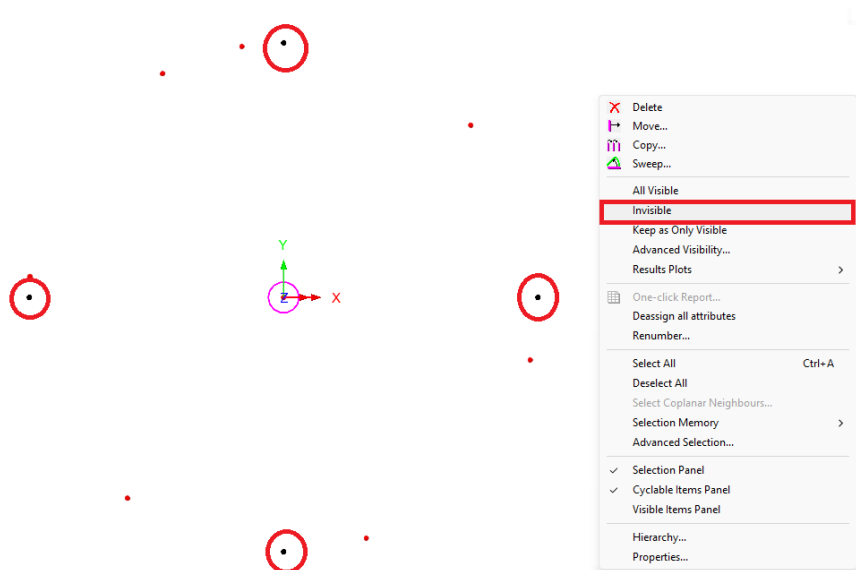 Y
Z
X
Delete
Move...
Copy...
Sweep...
All Visible
Invisible
Keep as Only Visible
Advanced Visibility...
Results Plots
One-click Report...
Deassign all attributes
Renumber...
Select All Ctrl+A
Deselect All
Select Coplanar Neighbours...
Selection Memory
Advanced Selection...
Selection Panel
Cyclable Items Panel
Visible Items Panel
Hierarchy...
Properties...